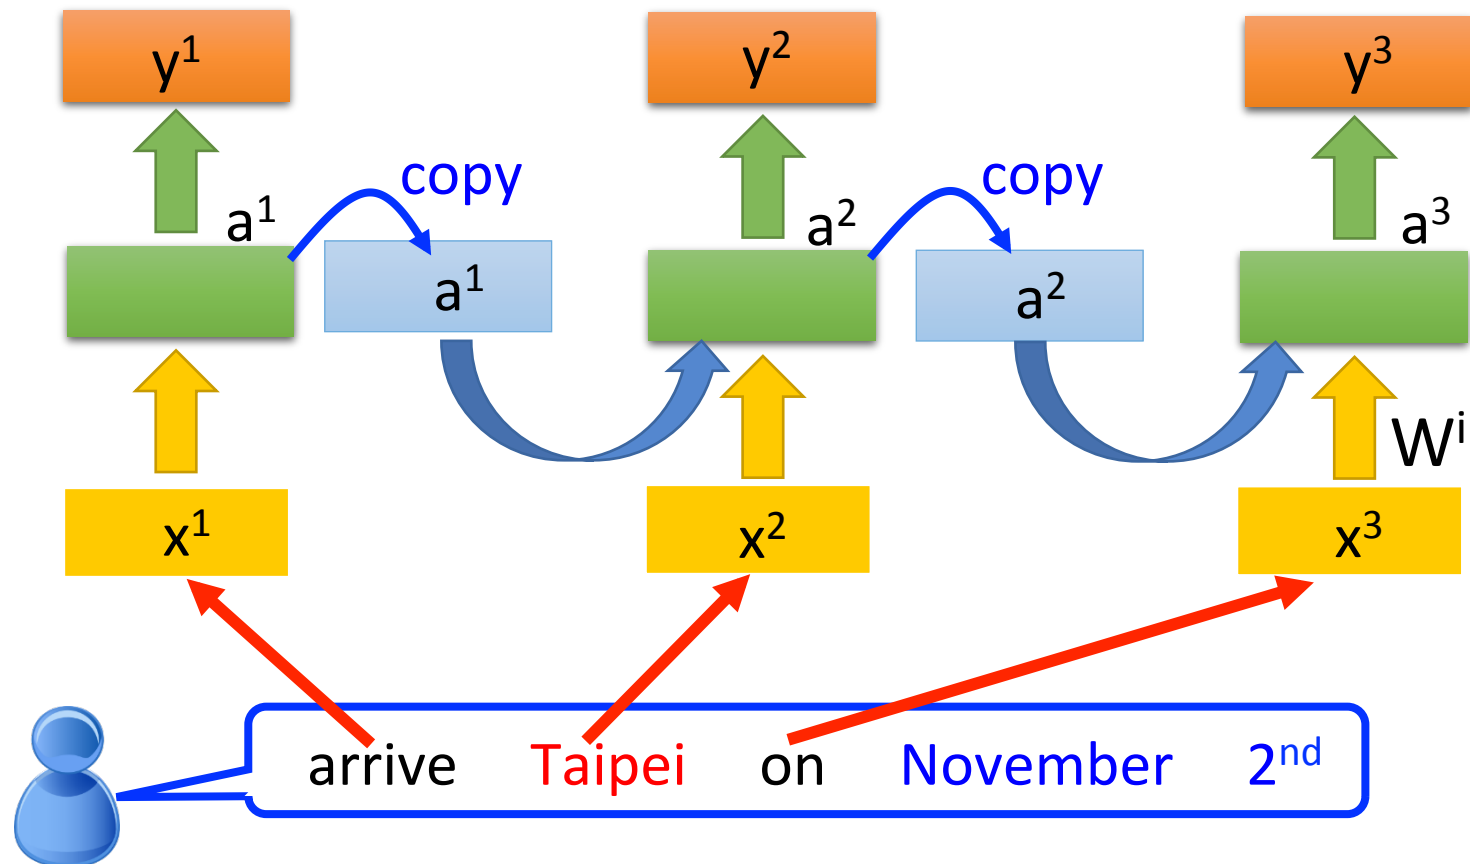 y¹ y² y³
copy copy
a¹ a² a³
a¹ a²
Wⁱ
x¹ x² x³
arrive Taipei on November 2ⁿᵈ